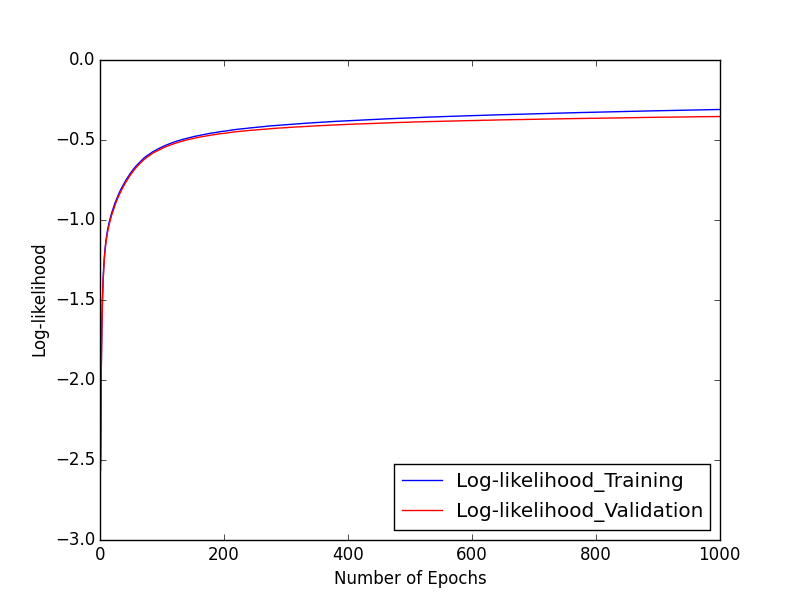 0.0
−0.5
−1.0
−1.5
−2.0
−2.5
−3.0
Log-likelihood
0 200 400 600 800 1000
Number of Epochs
Log-likelihood_Training
Log-likelihood_Validation